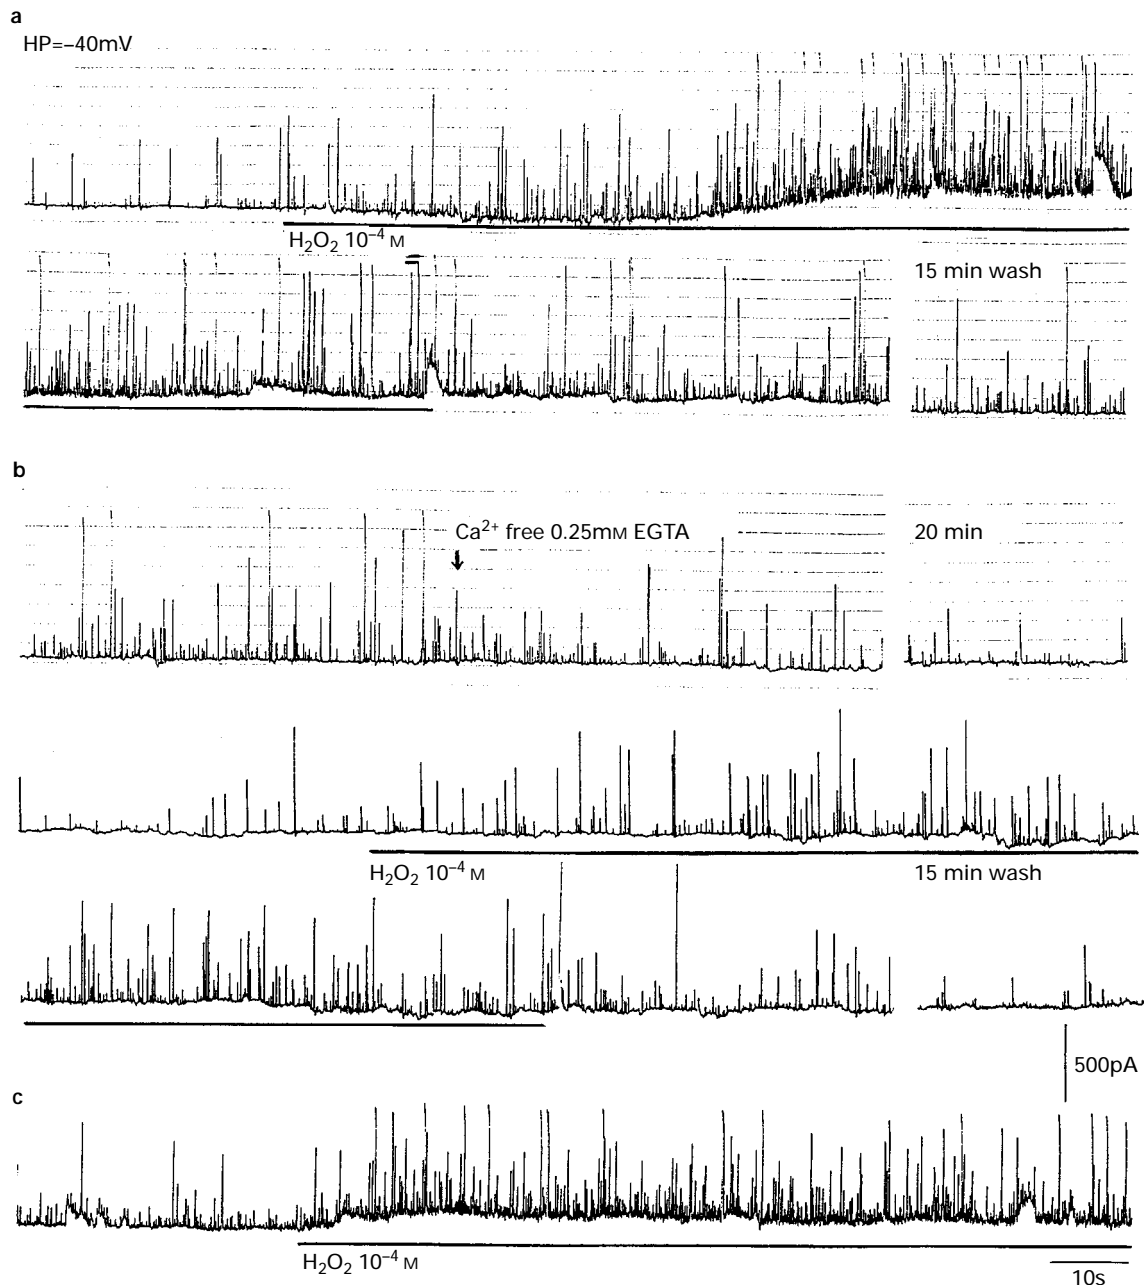 a
HP=–40mV
H₂O₂ 10⁻⁴ M
15 min wash
b
Ca²⁺ free 0.25mM EGTA
20 min
H₂O₂ 10⁻⁴ M
15 min wash
500pA
c
H₂O₂ 10⁻⁴ M
10s